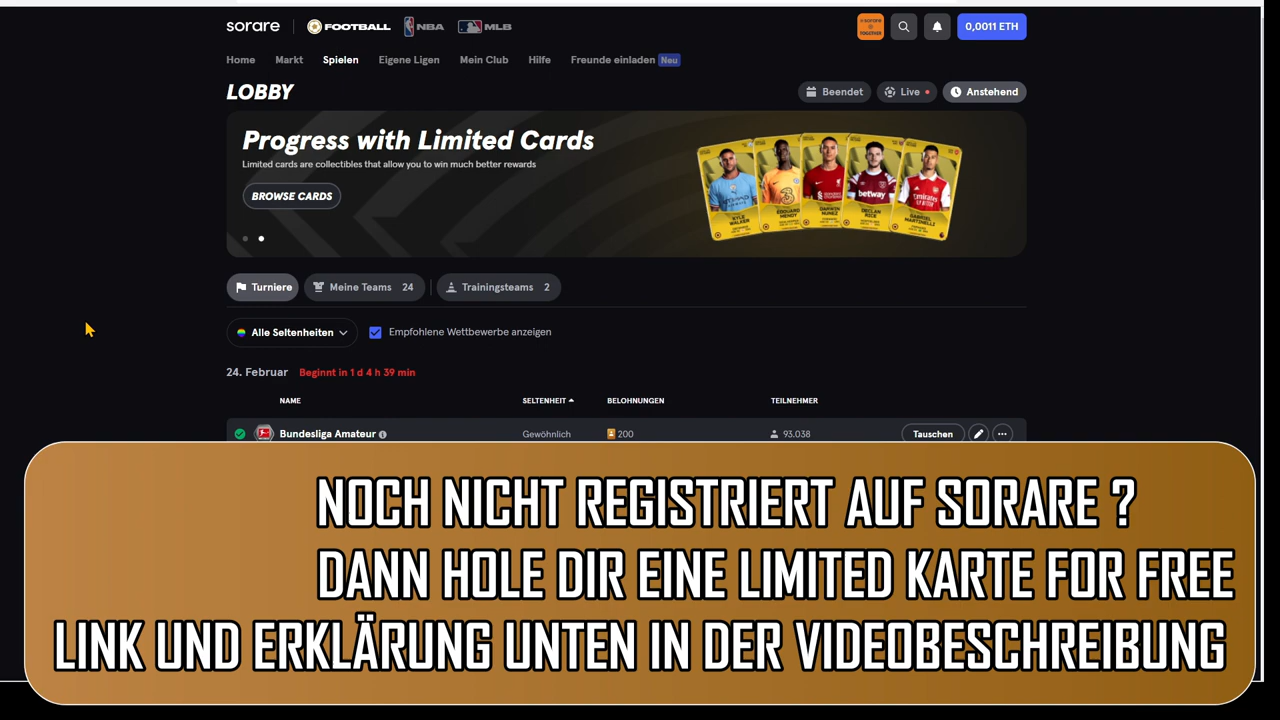 sorare FOOTBALL NBA MLB SORARE TOGETHER 0,0011 ETH
Home Markt Spielen Eigene Ligen Mein Club Hilfe Freunde einladen Neu
LOBBY Beendet Live Anstehend
Progress with Limited Cards
Limited cards are collectibles that allow you to win much better rewards
BROWSE CARDS
KYLE WALKER
EDOUARD MENDY
DARWIN NÚÑEZ
DECLAN RICE
GABRIEL MARTINELLI
betway
Turniere Meine Teams 24 Trainingsteams 2
Alle Seltenheiten Empfohlene Wettbewerbe anzeigen
24. Februar Beginnt in 1 d 4 h 39 min
NAME SELTENHEIT BELOHNUNGEN TEILNEHMER
Bundesliga Amateur Gewöhnlich 200 93.038 Tauschen
NOCH NICHT REGISTRIERT AUF SORARE ?
DANN HOLE DIR EINE LIMITED KARTE FOR FREE
LINK UND ERKLÄRUNG UNTEN IN DER VIDEOBESCHREIBUNG